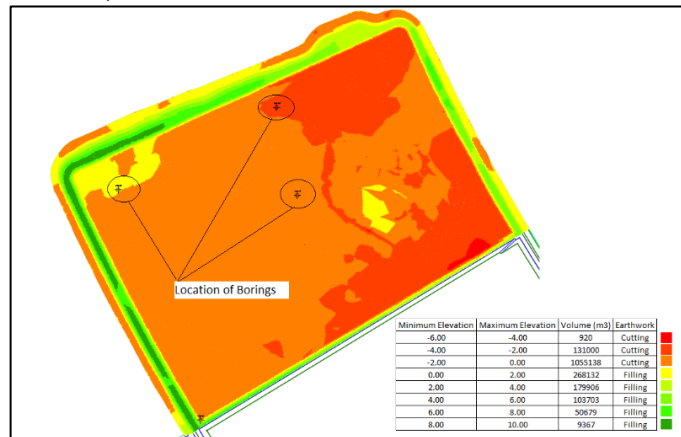 Location of Borings
Minimum Elevation Maximum Elevation Volume (m3) Earthwork
-6.00 -4.00 920 Cutting
-4.00 -2.00 131000 Cutting
-2.00 0.00 1055138 Cutting
0.00 2.00 268132 Filling
2.00 4.00 179906 Filling
4.00 6.00 103703 Filling
6.00 8.00 50679 Filling
8.00 10.00 9367 Filling